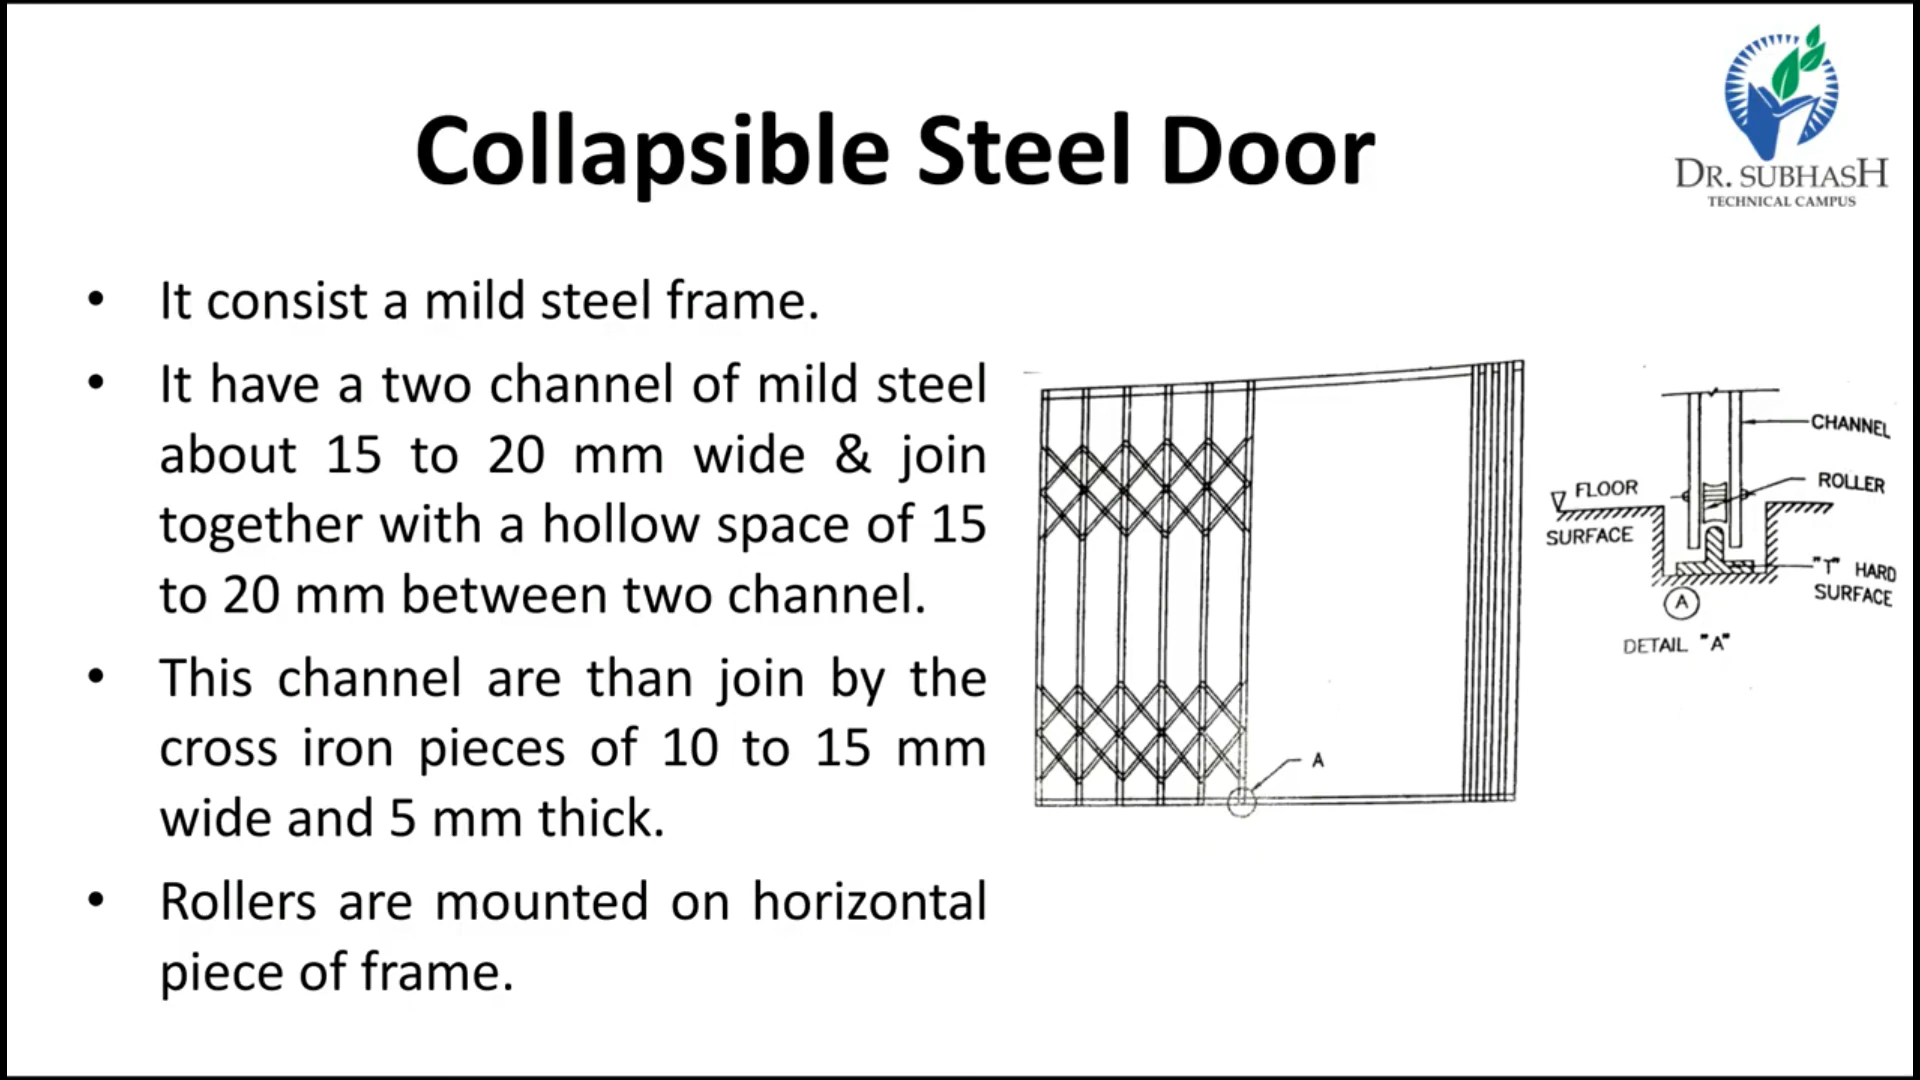 DR. SUBHASH
TECHNICAL CAMPUS
Collapsible Steel Door
• It consist a mild steel frame.
• It have a two channel of mild steel
about 15 to 20 mm wide & join
together with a hollow space of 15
to 20 mm between two channel.
• This channel are than join by the
cross iron pieces of 10 to 15 mm
wide and 5 mm thick.
• Rollers are mounted on horizontal
piece of frame.
A
CHANNEL
ROLLER
FLOOR
SURFACE
"T" HARD
SURFACE
A
DETAIL "A"